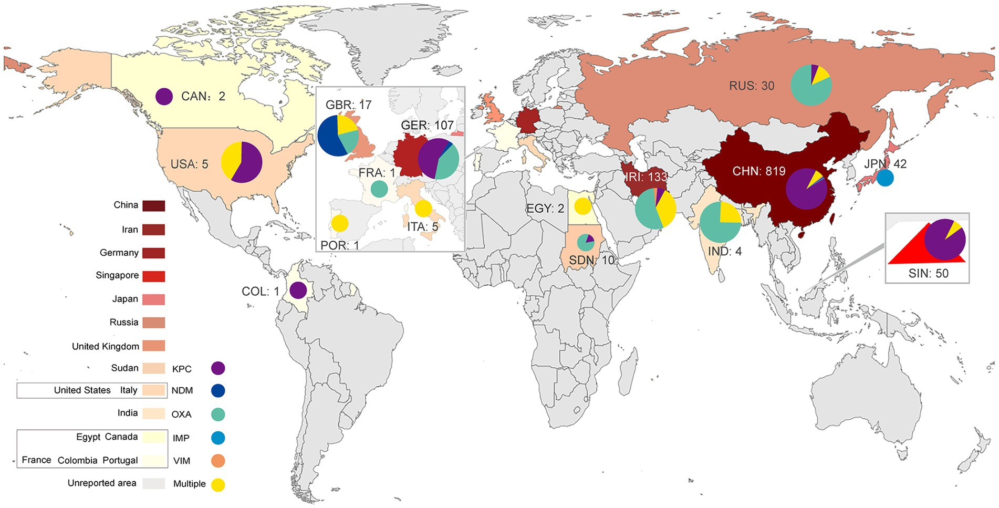 CAN: 2
USA: 5
GBR: 17
GER: 107
FRA: 1
ITA: 5
POR: 1
RUS: 30
CHN: 819
JPN: 42
IRI: 133
EGY: 2
SDN: 10
IND: 4
SIN: 50
COL: 1
China
Iran
Germany
Singapore
Japan
Russia
United Kingdom
Sudan KPC
United States Italy NDM
India OXA
Egypt Canada IMP
France Colombia Portugal VIM
Unreported area Multiple